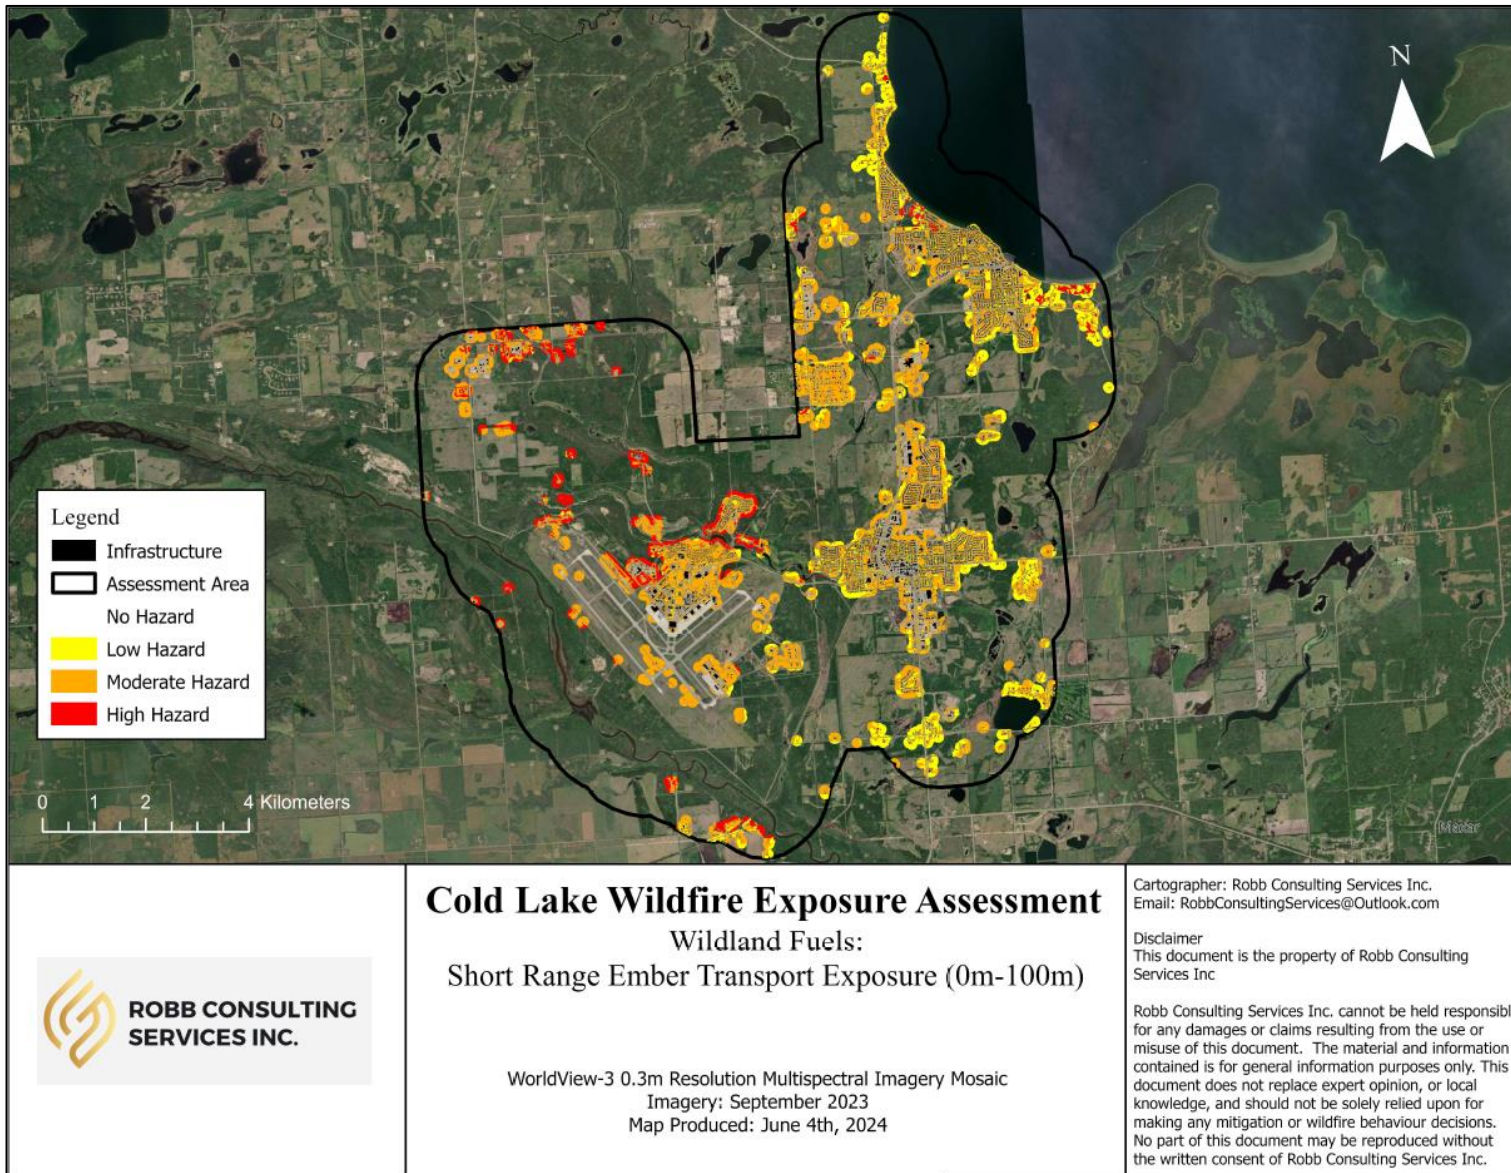 N
Legend
Infrastructure
Assessment Area
No Hazard
Low Hazard
Moderate Hazard
High Hazard
0 1 2 4 Kilometers
Maxar
ROBB CONSULTING
SERVICES INC.
Cold Lake Wildfire Exposure Assessment
Wildland Fuels:
Short Range Ember Transport Exposure (0m-100m)
WorldView-3 0.3m Resolution Multispectral Imagery Mosaic
Imagery: September 2023
Map Produced: June 4th, 2024
Cartographer: Robb Consulting Services Inc.
Email: RobbConsultingServices@Outlook.com
Disclaimer
This document is the property of Robb Consulting
Services Inc
Robb Consulting Services Inc. cannot be held responsibl
for any damages or claims resulting from the use or
misuse of this document. The material and information
contained is for general information purposes only. This
document does not replace expert opinion, or local
knowledge, and should not be solely relied upon for
making any mitigation or wildfire behaviour decisions.
No part of this document may be reproduced without
the written consent of Robb Consulting Services Inc.